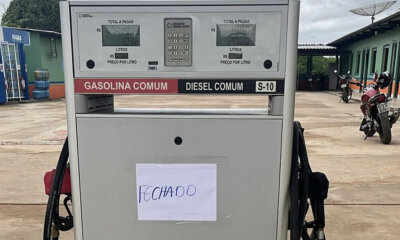 TOTAL A PAGAR
TOTAL A PAGAR
R$
R$
LITROS
LITROS
PREÇO POR LITRO
PREÇO POR LITRO
R$
R$
GASOLINA COMUM
DIESEL COMUM
S-10
FECHADO